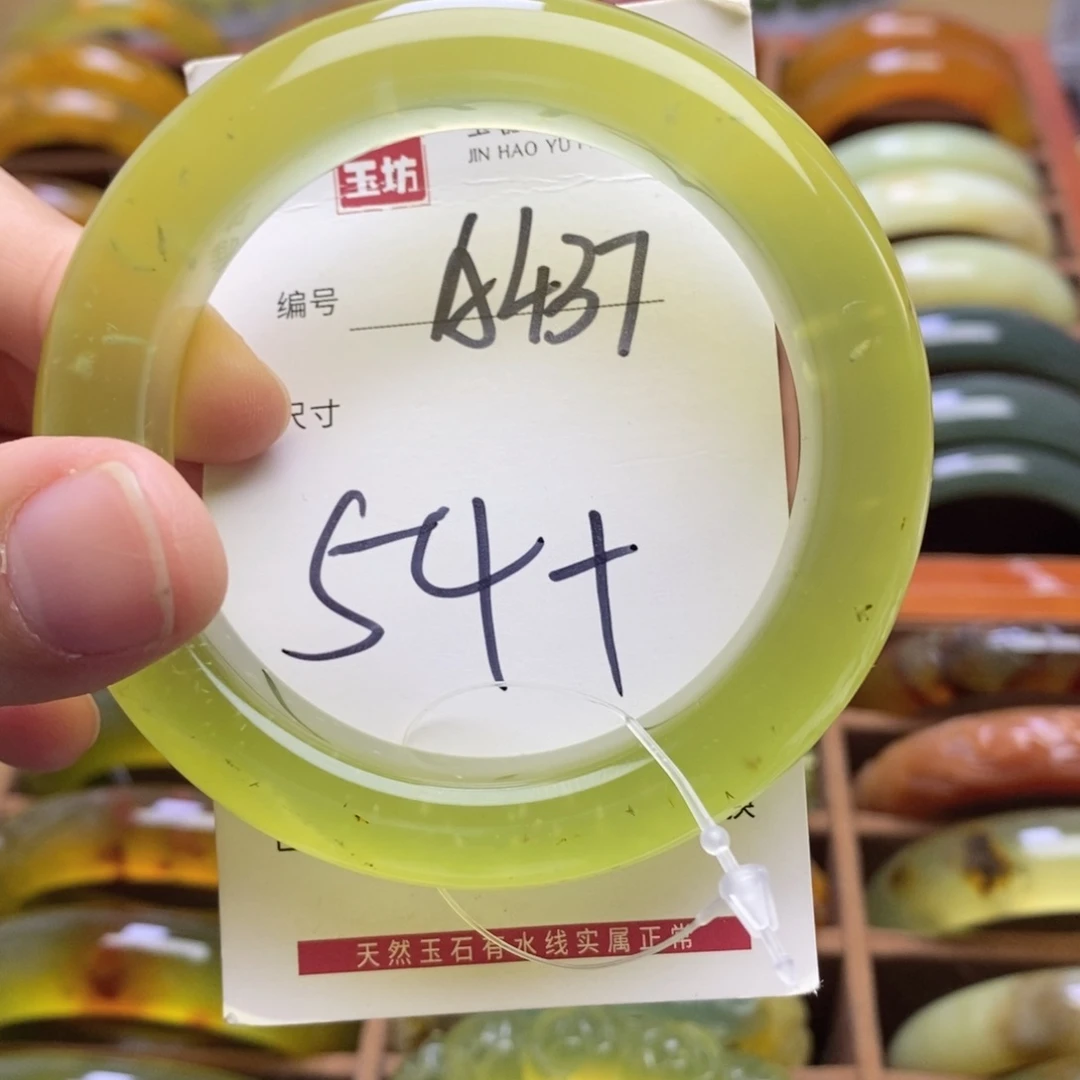 玉坊
JIN HAO YU
编号 A437
尺寸
54+
天然玉石有水线实属正常